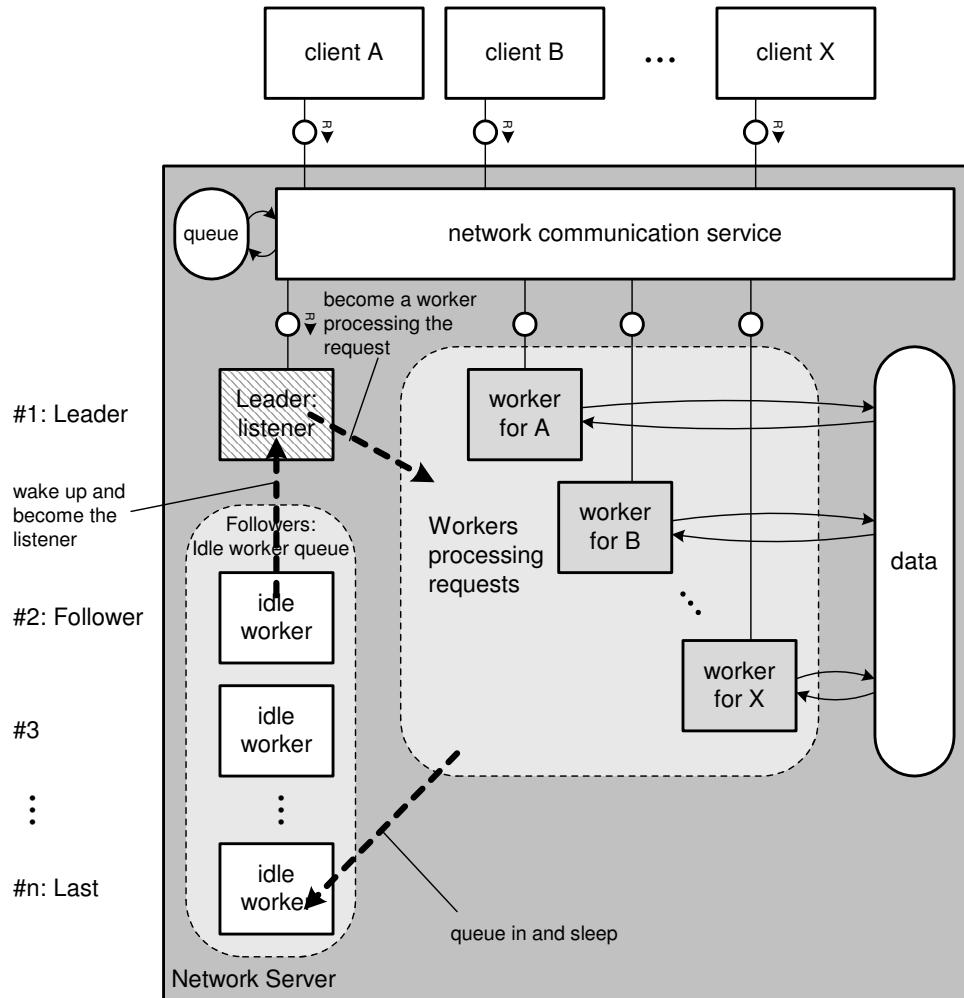 client A
client B
...
client X
R
R
R
queue
network communication service
R
become a worker
processing the
request
#1: Leader
Leader:
listener
worker
for A
wake up and
become the
listener
Followers:
Idle worker queue
Workers
processing
requests
worker
for B
data
#2: Follower
idle
worker
...
worker
for X
#3
idle
worker
...
...
#n: Last
idle
worker
queue in and sleep
Network Server